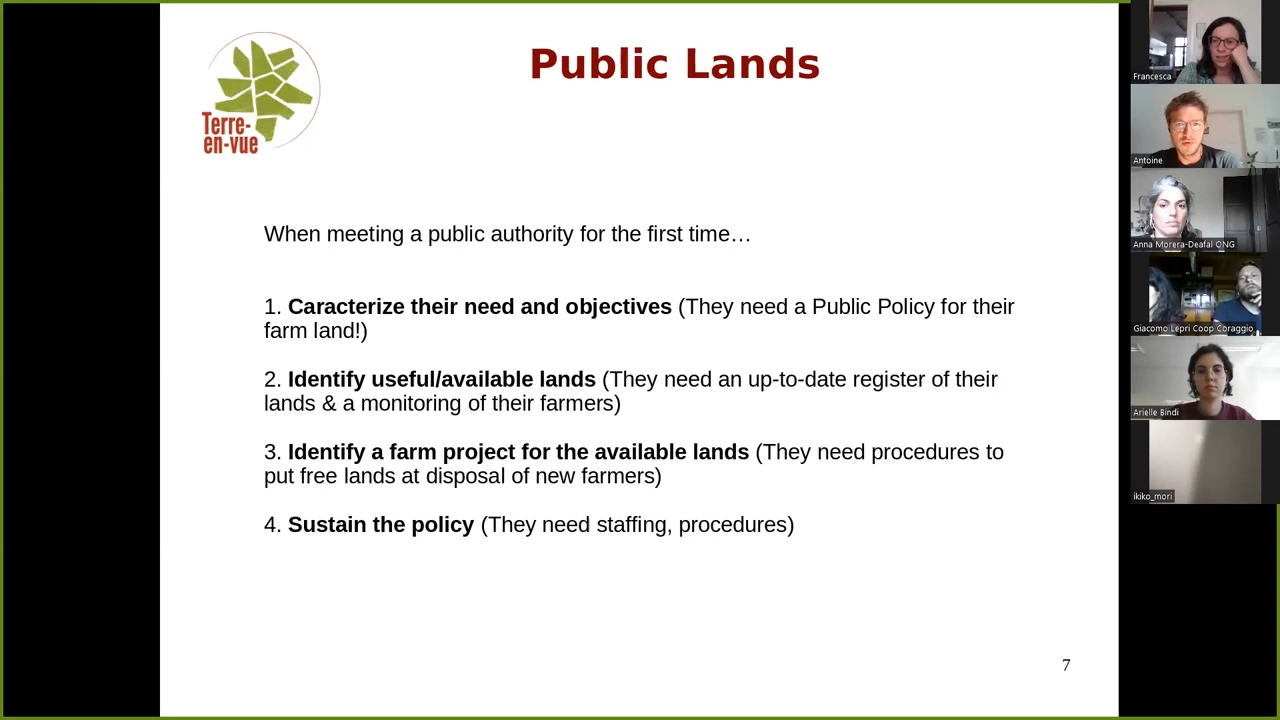 Public Lands
Terre-
en-vue
When meeting a public authority for the first time…
1. Caracterize their need and objectives (They need a Public Policy for their
farm land!)
2. Identify useful/available lands (They need an up-to-date register of their
lands & a monitoring of their farmers)
3. Identify a farm project for the available lands (They need procedures to
put free lands at disposal of new farmers)
4. Sustain the policy (They need staffing, procedures)
7
Francesca
Antoine
Anna Morera-Deafal ONG
Giacomo Lepri Coop Coraggio
Arielle Bindi
ikiko_mori